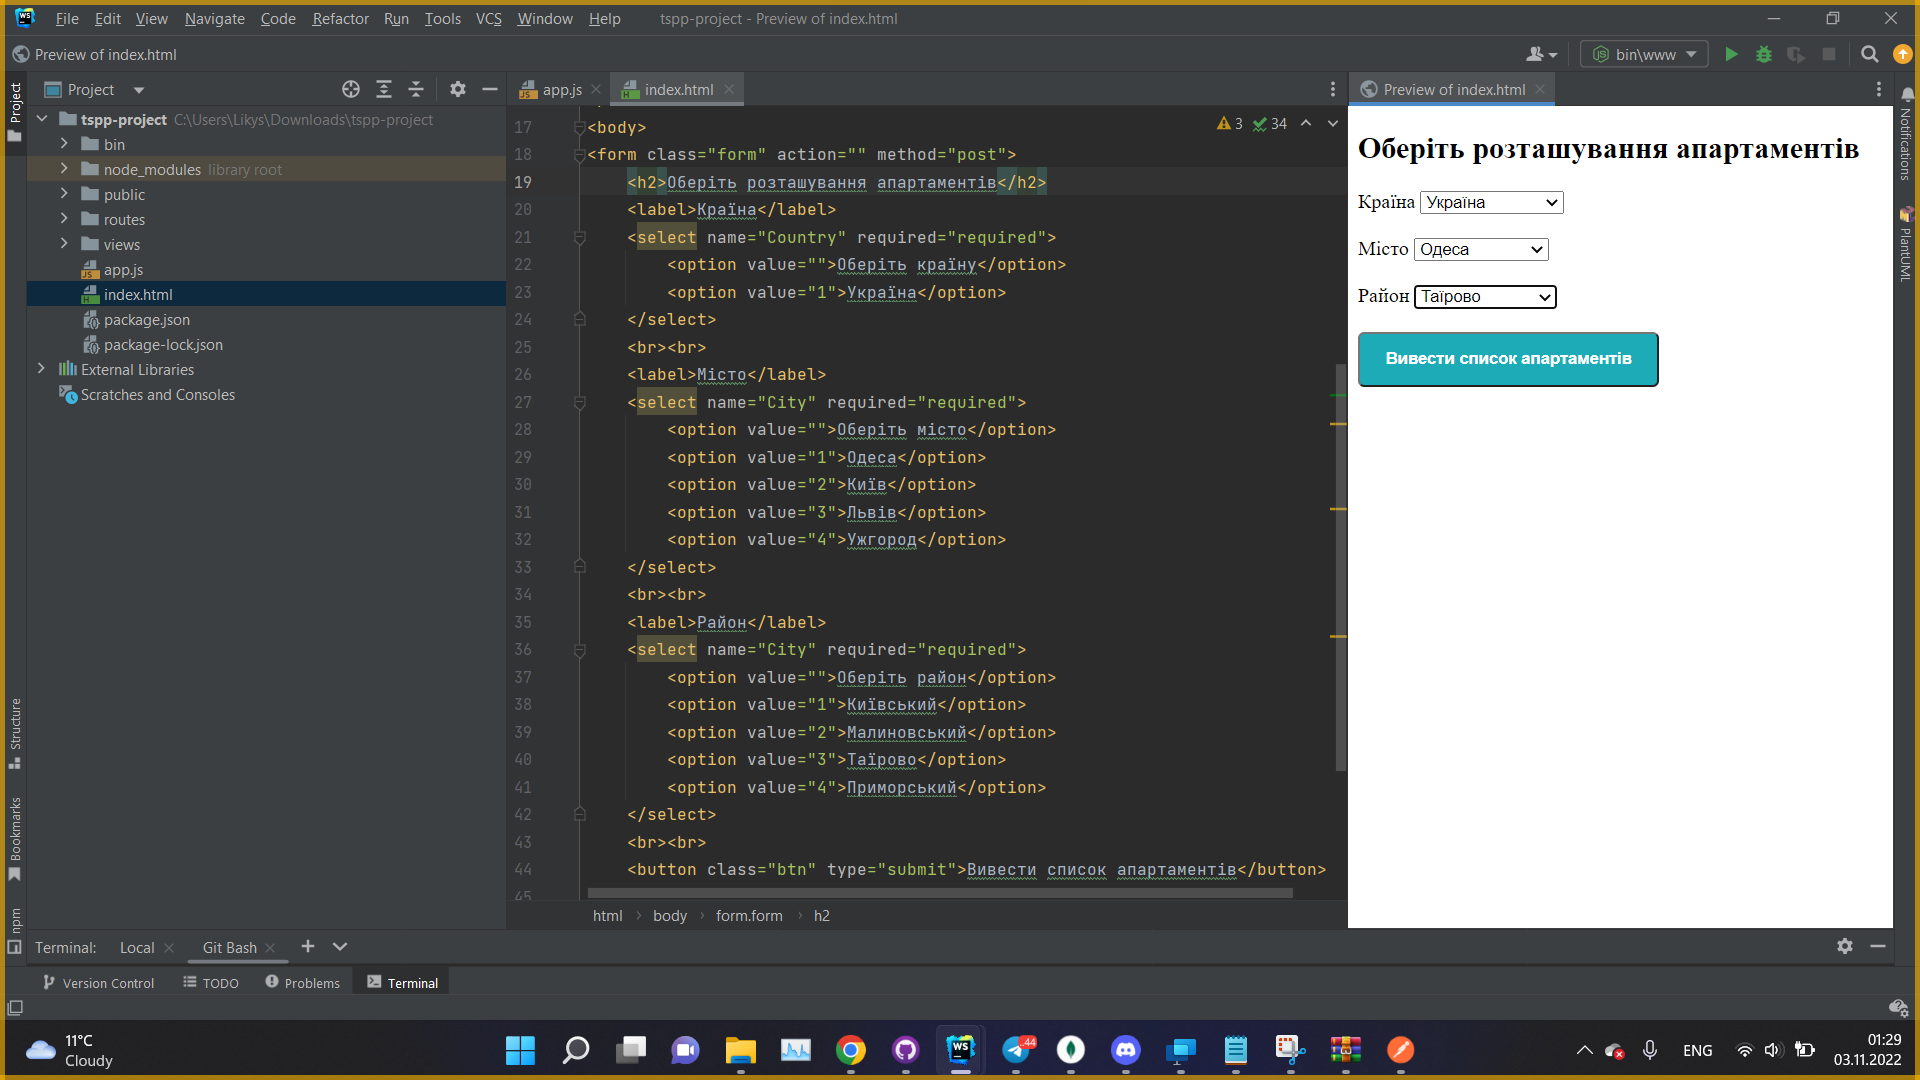 File Edit View Navigate Code Refactor Run Tools VCS Window Help tspp-project - Preview of index.html
Preview of index.html
bin\www
Project
tspp-project C:\Users\Likys\Downloads\tspp-project
bin
node_modules library root
public
routes
views
app.js
index.html
package.json
package-lock.json
External Libraries
Scratches and Consoles
Project
Structure
Bookmarks
npm
app.js
index.html
3 34
17 <body>
18 <form class="form" action="" method="post">
19 <h2>Оберіть розташування апартаментів</h2>
20 <label>Країна</label>
21 <select name="Country" required="required">
22 <option value="">Оберіть країну</option>
23 <option value="1">Україна</option>
24 </select>
25 <br><br>
26 <label>Місто</label>
27 <select name="City" required="required">
28 <option value="">Оберіть місто</option>
29 <option value="1">Одеса</option>
30 <option value="2">Київ</option>
31 <option value="3">Львів</option>
32 <option value="4">Ужгород</option>
33 </select>
34 <br><br>
35 <label>Район</label>
36 <select name="City" required="required">
37 <option value="">Оберіть район</option>
38 <option value="1">Київський</option>
39 <option value="2">Малиновський</option>
40 <option value="3">Таїрово</option>
41 <option value="4">Приморський</option>
42 </select>
43 <br><br>
44 <button class="btn" type="submit">Вивести список апартаментів</button>
45
html body form.form h2
Preview of index.html
Оберіть розташування апартаментів
Країна Україна
Місто Одеса
Район Таїрово
Вивести список апартаментів
Notifications
PlantUML
Terminal: Local Git Bash
Version Control TODO Problems Terminal
11°C
Cloudy
WS
44
ENG
01:29
03.11.2022